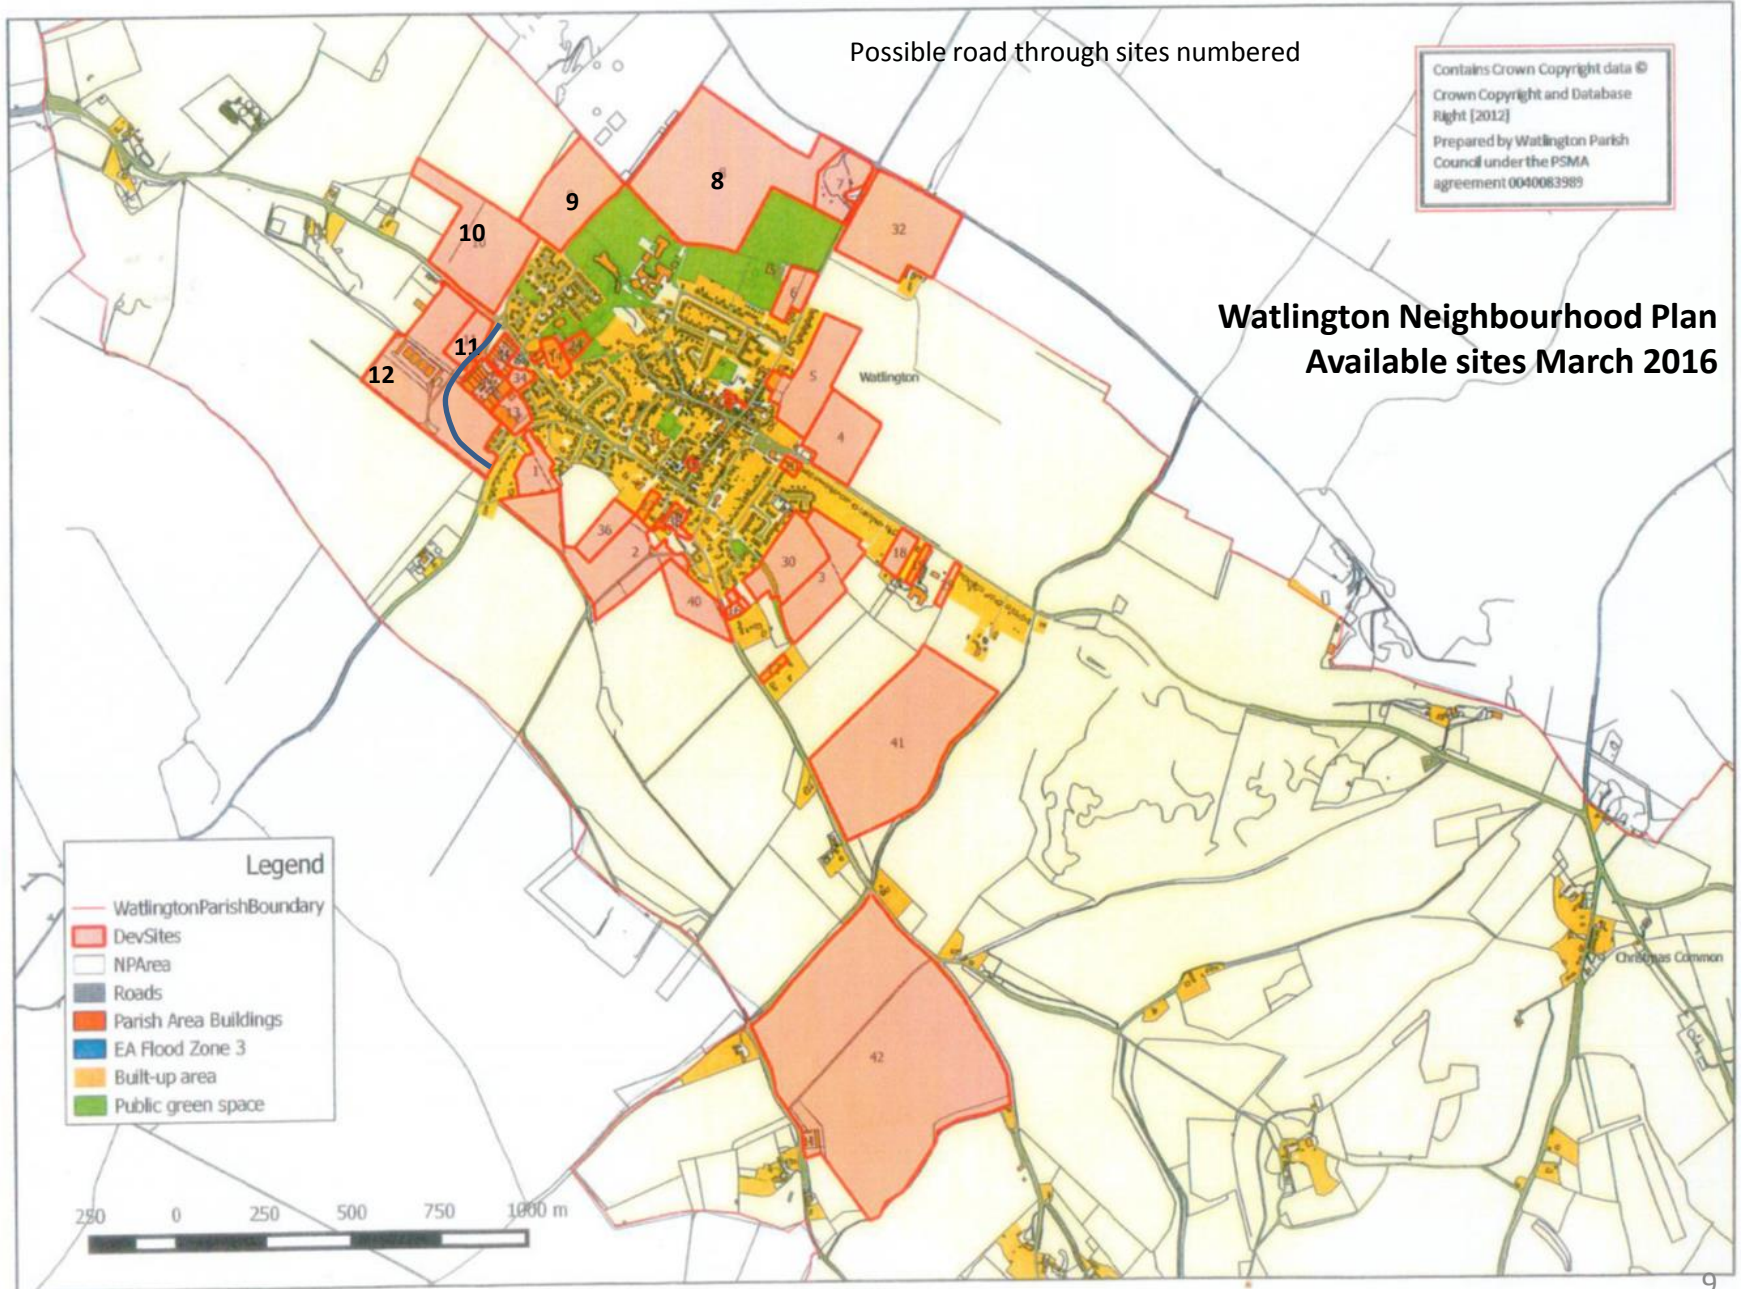 Possible road through sites numbered
Contains Crown Copyright data ©
Crown Copyright and Database
Right [2012]
Prepared by Watlington Parish
Council under the PSMA
agreement 0040083989
Watlington Neighbourhood Plan
Available sites March 2016
8
7
9
32
10
6
11
12
5
Watlington
34
4
1
36
2
18
30
3
40
41
Legend
WatlingtonParishBoundary
DevSites
NPArea
Roads
Parish Area Buildings
EA Flood Zone 3
Built-up area
Public green space
Christmas Common
42
250 0 250 500 750 1000 m
9